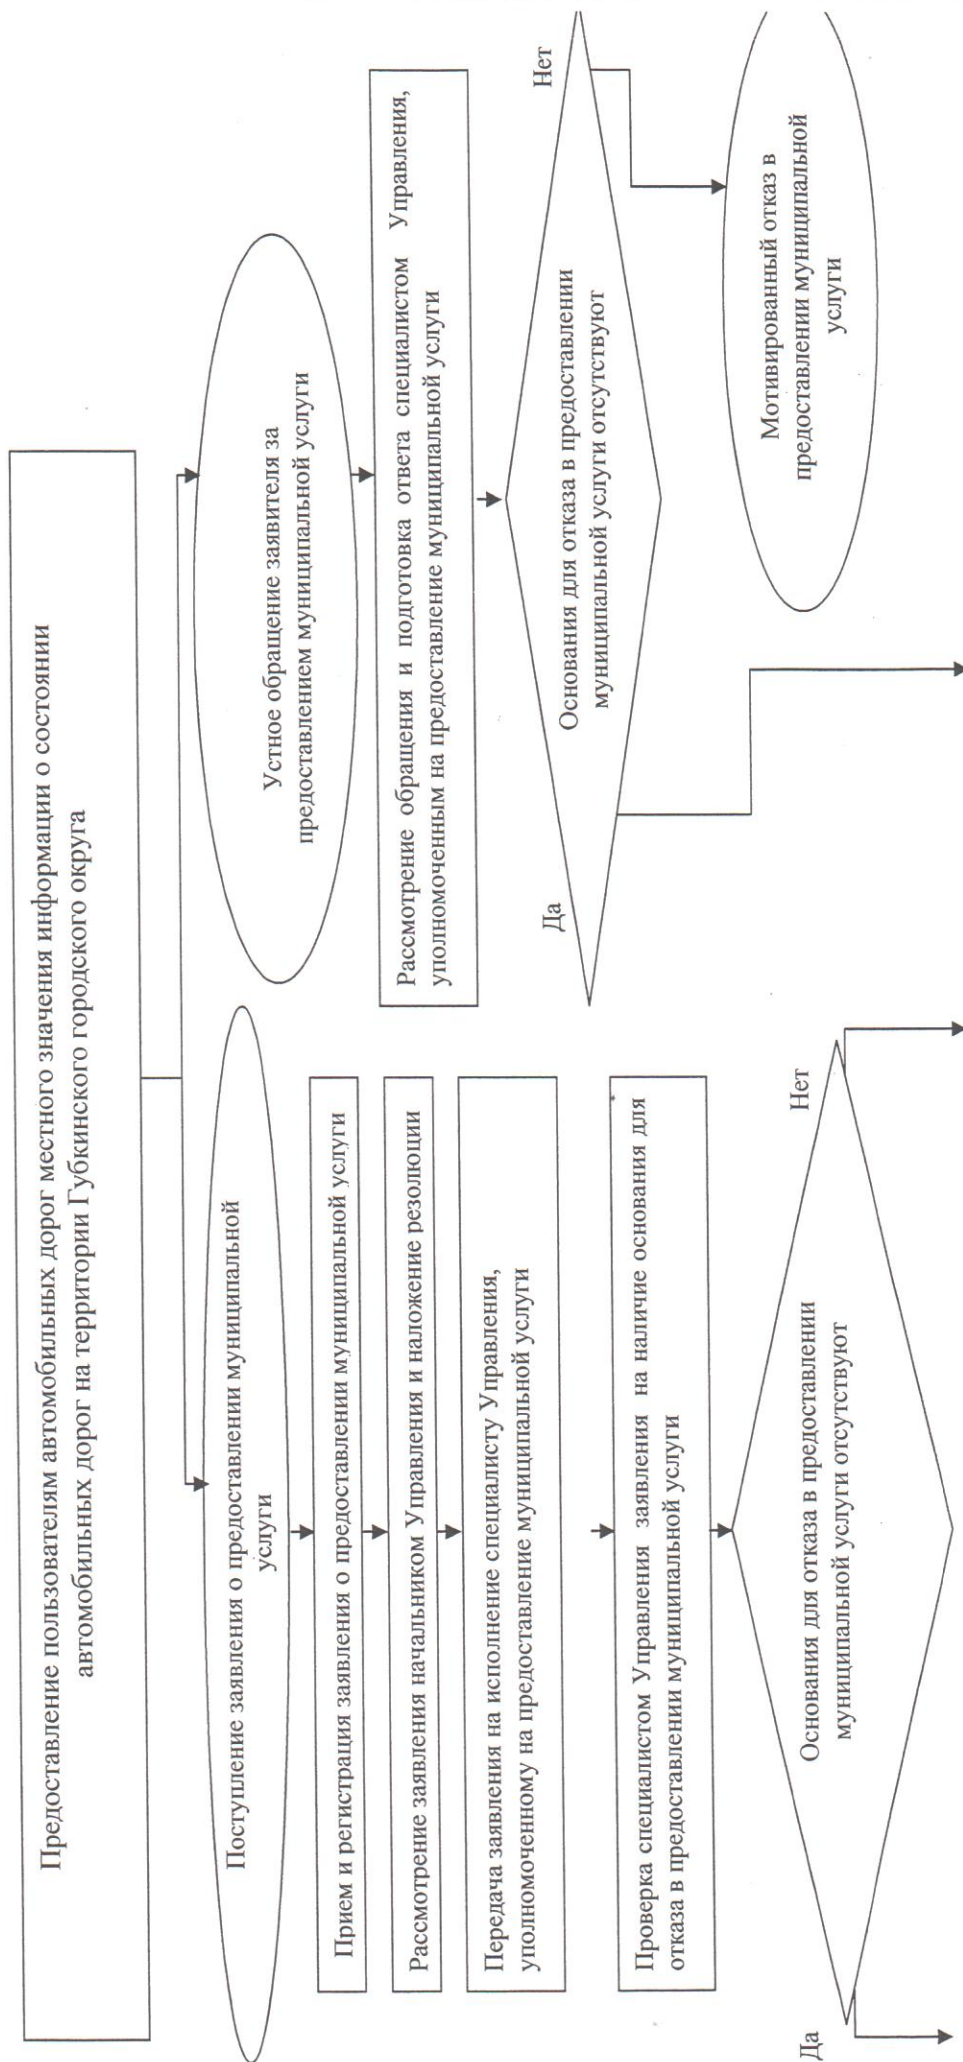 Предоставление пользователям автомобильных дорог местного значения информации о состоянии
автомобильных дорог на территории Губкинского городского округа
Поступление заявления о предоставлении муниципальной
услуги
Прием и регистрация заявления о предоставлении муниципальной услуги
Рассмотрение заявления начальником Управления и наложение резолюции
Передача заявления на исполнение специалисту Управления,
уполномоченному на предоставление муниципальной услуги
Проверка специалистом Управления заявления на наличие основания для
отказа в предоставлении муниципальной услуги
Основания для отказа в предоставлении
муниципальной услуги отсутствуют
Да
Нет
Устное обращение заявителя за
предоставлением муниципальной услуги
Рассмотрение обращения и подготовка ответа специалистом Управления,
уполномоченным на предоставление муниципальной услуги
Основания для отказа в предоставлении
муниципальной услуги отсутствуют
Да
Нет
Мотивированный отказ в
предоставлении муниципальной
услуги